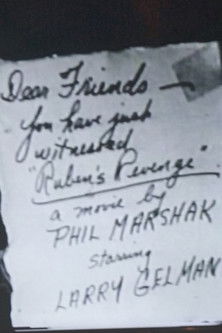 Dear Friends —
you have just
witnessed
"Ruben's Revenge"
a movie by
PHIL MARSHAK
starring
LARRY GELMAN